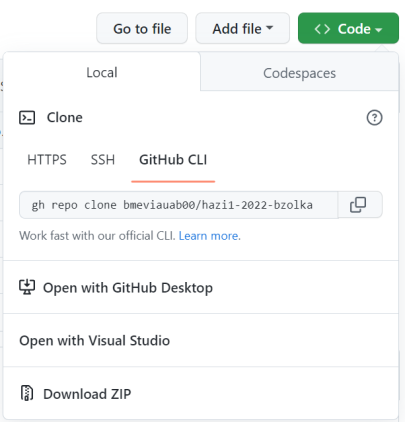 Go to file
Add file
<> Code
Local
Codespaces
Clone
HTTPS
SSH
GitHub CLI
gh repo clone bmeviauab00/hazi1-2022-bzolka
Work fast with our official CLI. Learn more.
Open with GitHub Desktop
Open with Visual Studio
Download ZIP